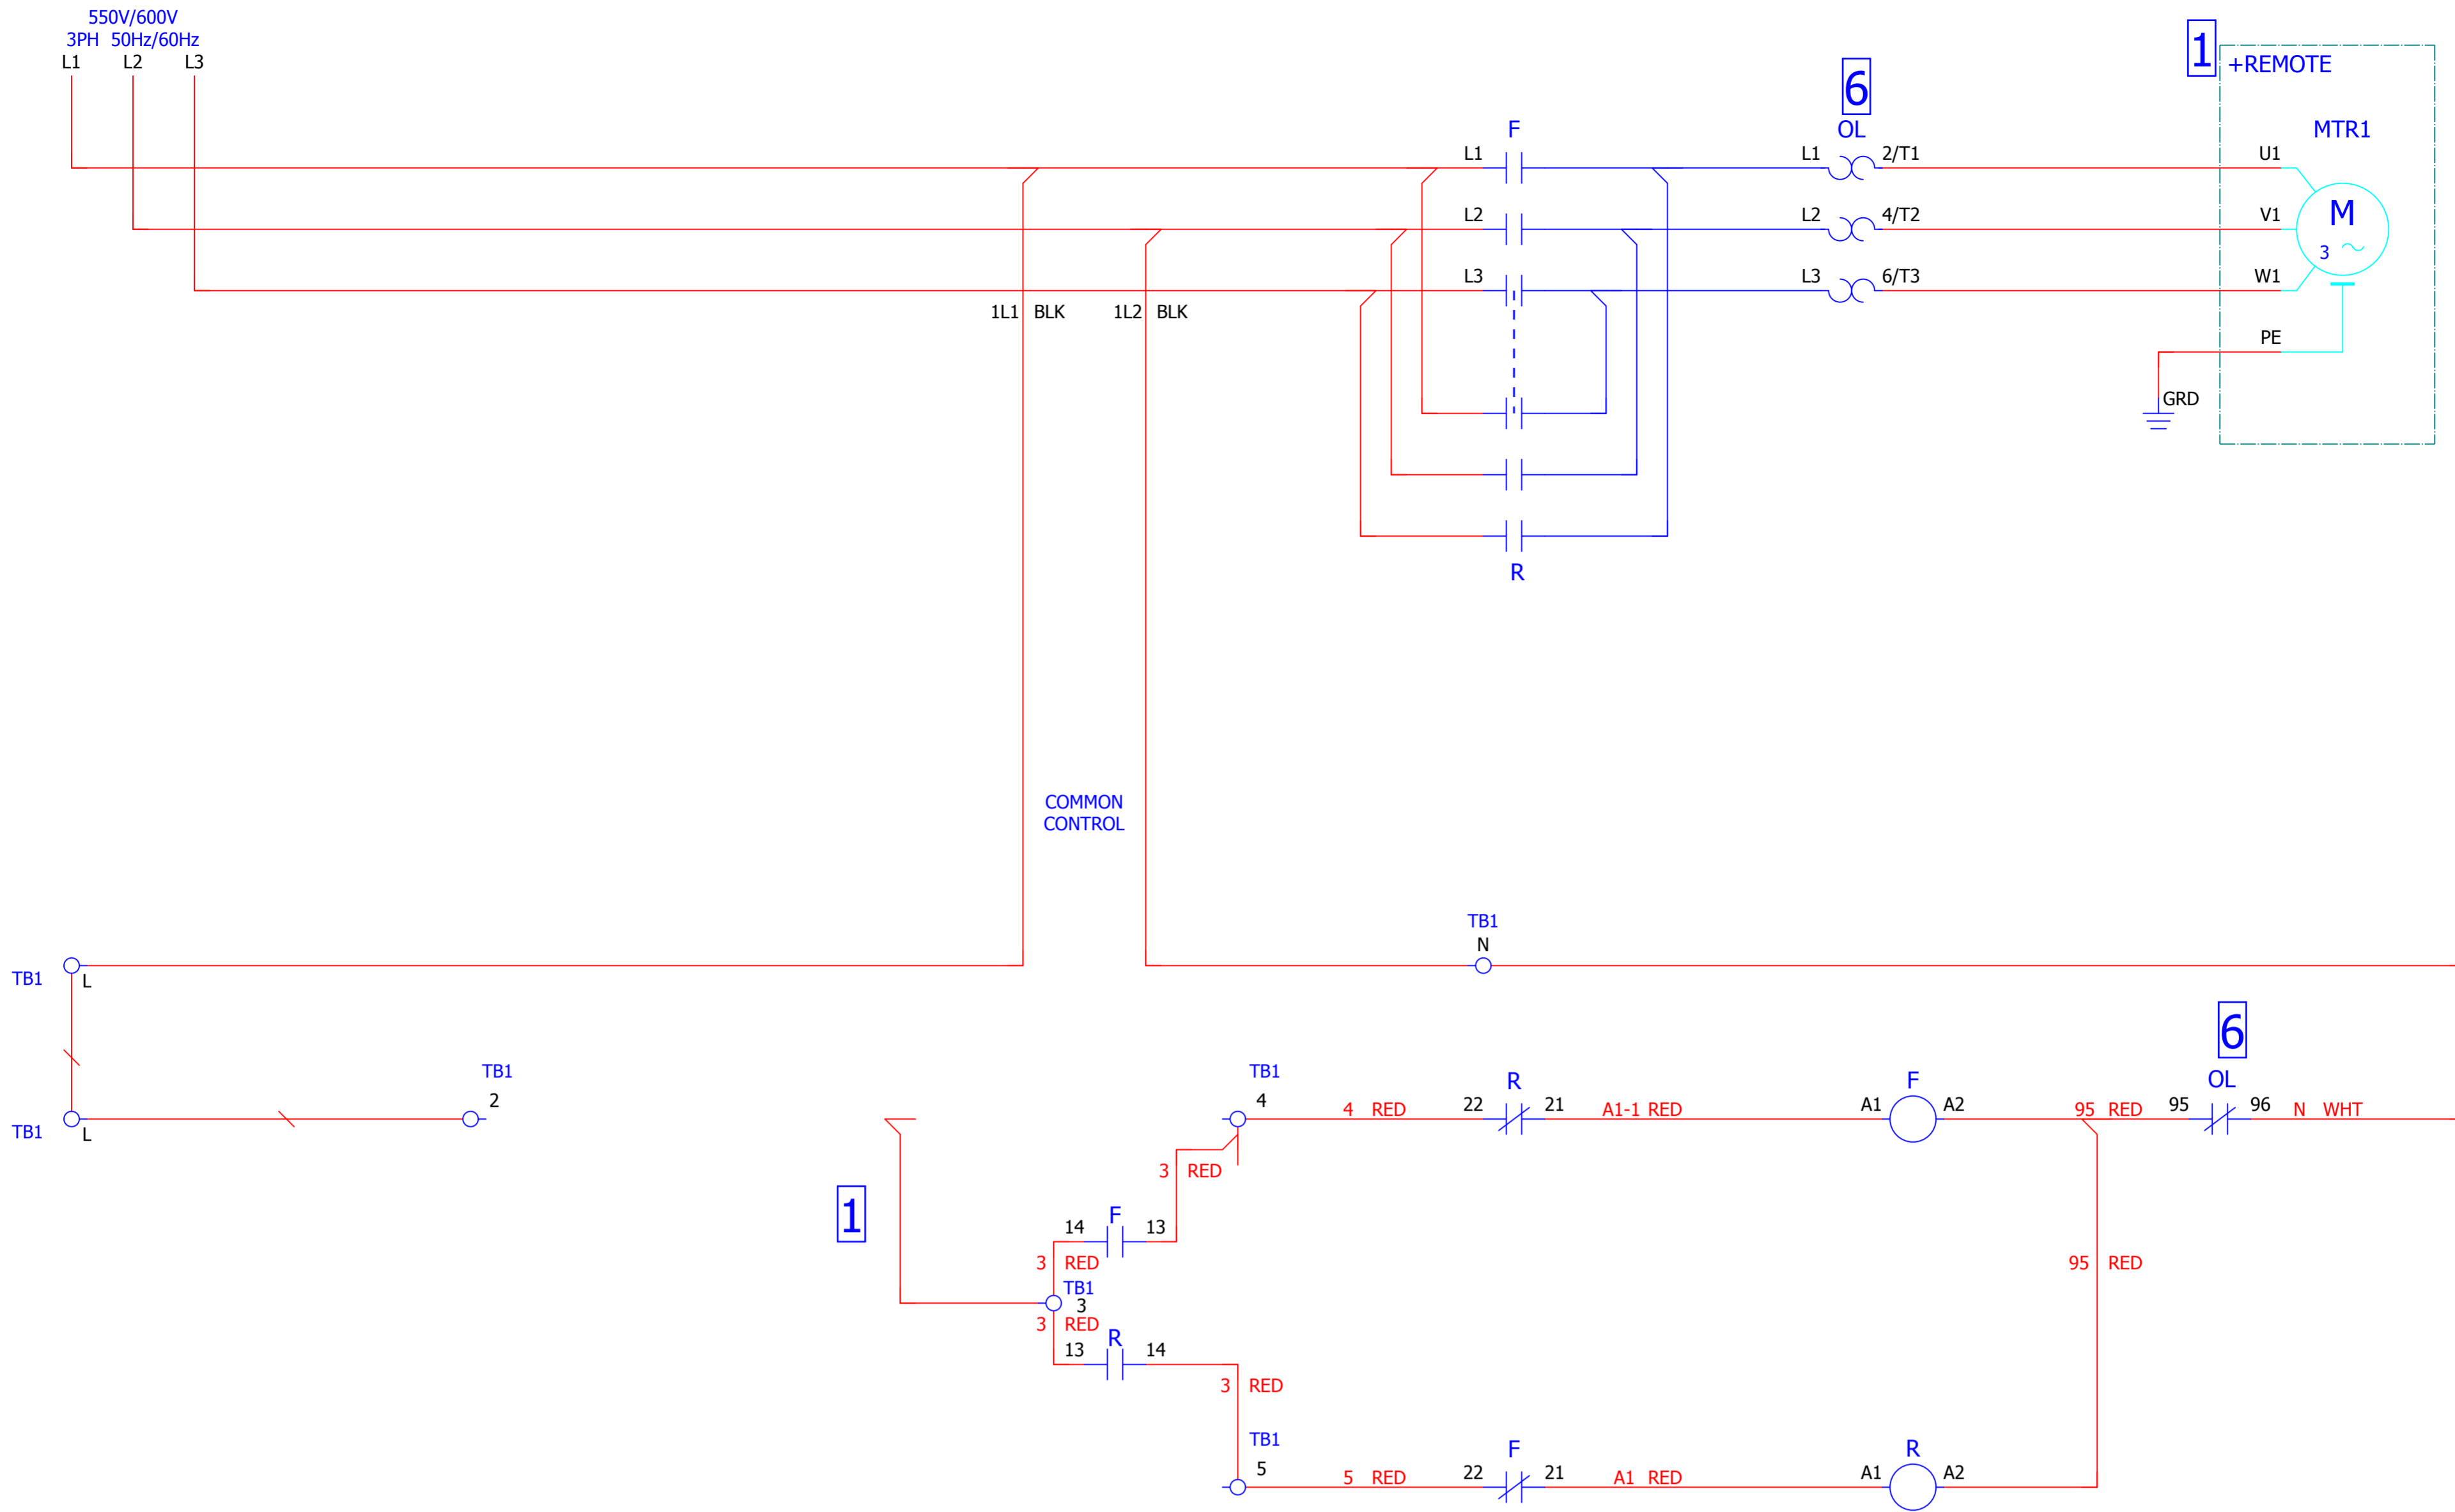 550V/600V
3PH 50Hz/60Hz
L1 L2 L3
1
+REMOTE
6
F OL MTR1
L1 L1 2/T1 U1
L2 L2 4/T2 V1
M
3
L3 L3 6/T3 W1
1L1 BLK 1L2 BLK
PE
GRD
R
COMMON
CONTROL
TB1
N
TB1
L
6
TB1 TB1 R F OL
2 4 4 RED 22 21 A1-1 RED A1 A2 95 RED 95 96 N WHT
TB1
L
3 RED
1
F
14 13
3 RED 95 RED
TB1
3
3 RED
R
13 14
3 RED
TB1 F R
5 5 RED 22 21 A1 RED A1 A2